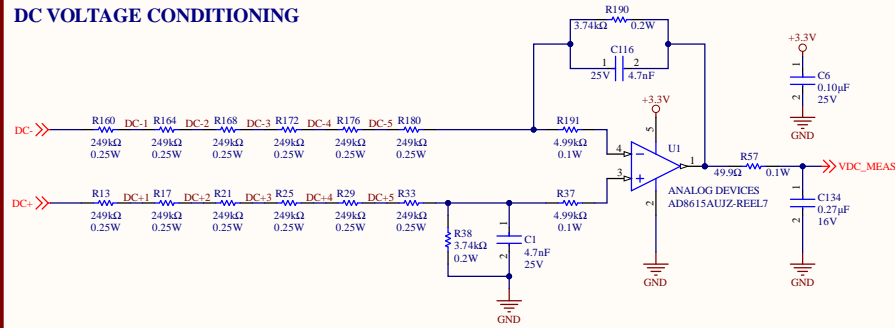 DC VOLTAGE CONDITIONING
R190
3.74kΩ 0.2W
C116
1 2
25V 4.7nF
+3.3V
1
C6
0.10µF
2
25V
GND
DC-
R160 DC-1 R164 DC-2 R168 DC-3 R172 DC-4 R176 DC-5 R180
249kΩ 249kΩ 249kΩ 249kΩ 249kΩ 249kΩ
0.25W 0.25W 0.25W 0.25W 0.25W 0.25W
R191
4.99kΩ
0.1W
+3.3V
5
U1
4
3
1
2
ANALOG DEVICES
AD8615AUJZ-REEL7
GND
R57
49.9Ω 0.1W
VDC_MEAS
1
C134
0.27µF
2
16V
GND
DC+
R13 DC+1 R17 DC+2 R21 DC+3 R25 DC+4 R29 DC+5 R33
249kΩ 249kΩ 249kΩ 249kΩ 249kΩ 249kΩ
0.25W 0.25W 0.25W 0.25W 0.25W 0.25W
R37
4.99kΩ
0.1W
R38
3.74kΩ
0.2W
1
C1
4.7nF
2
25V
GND